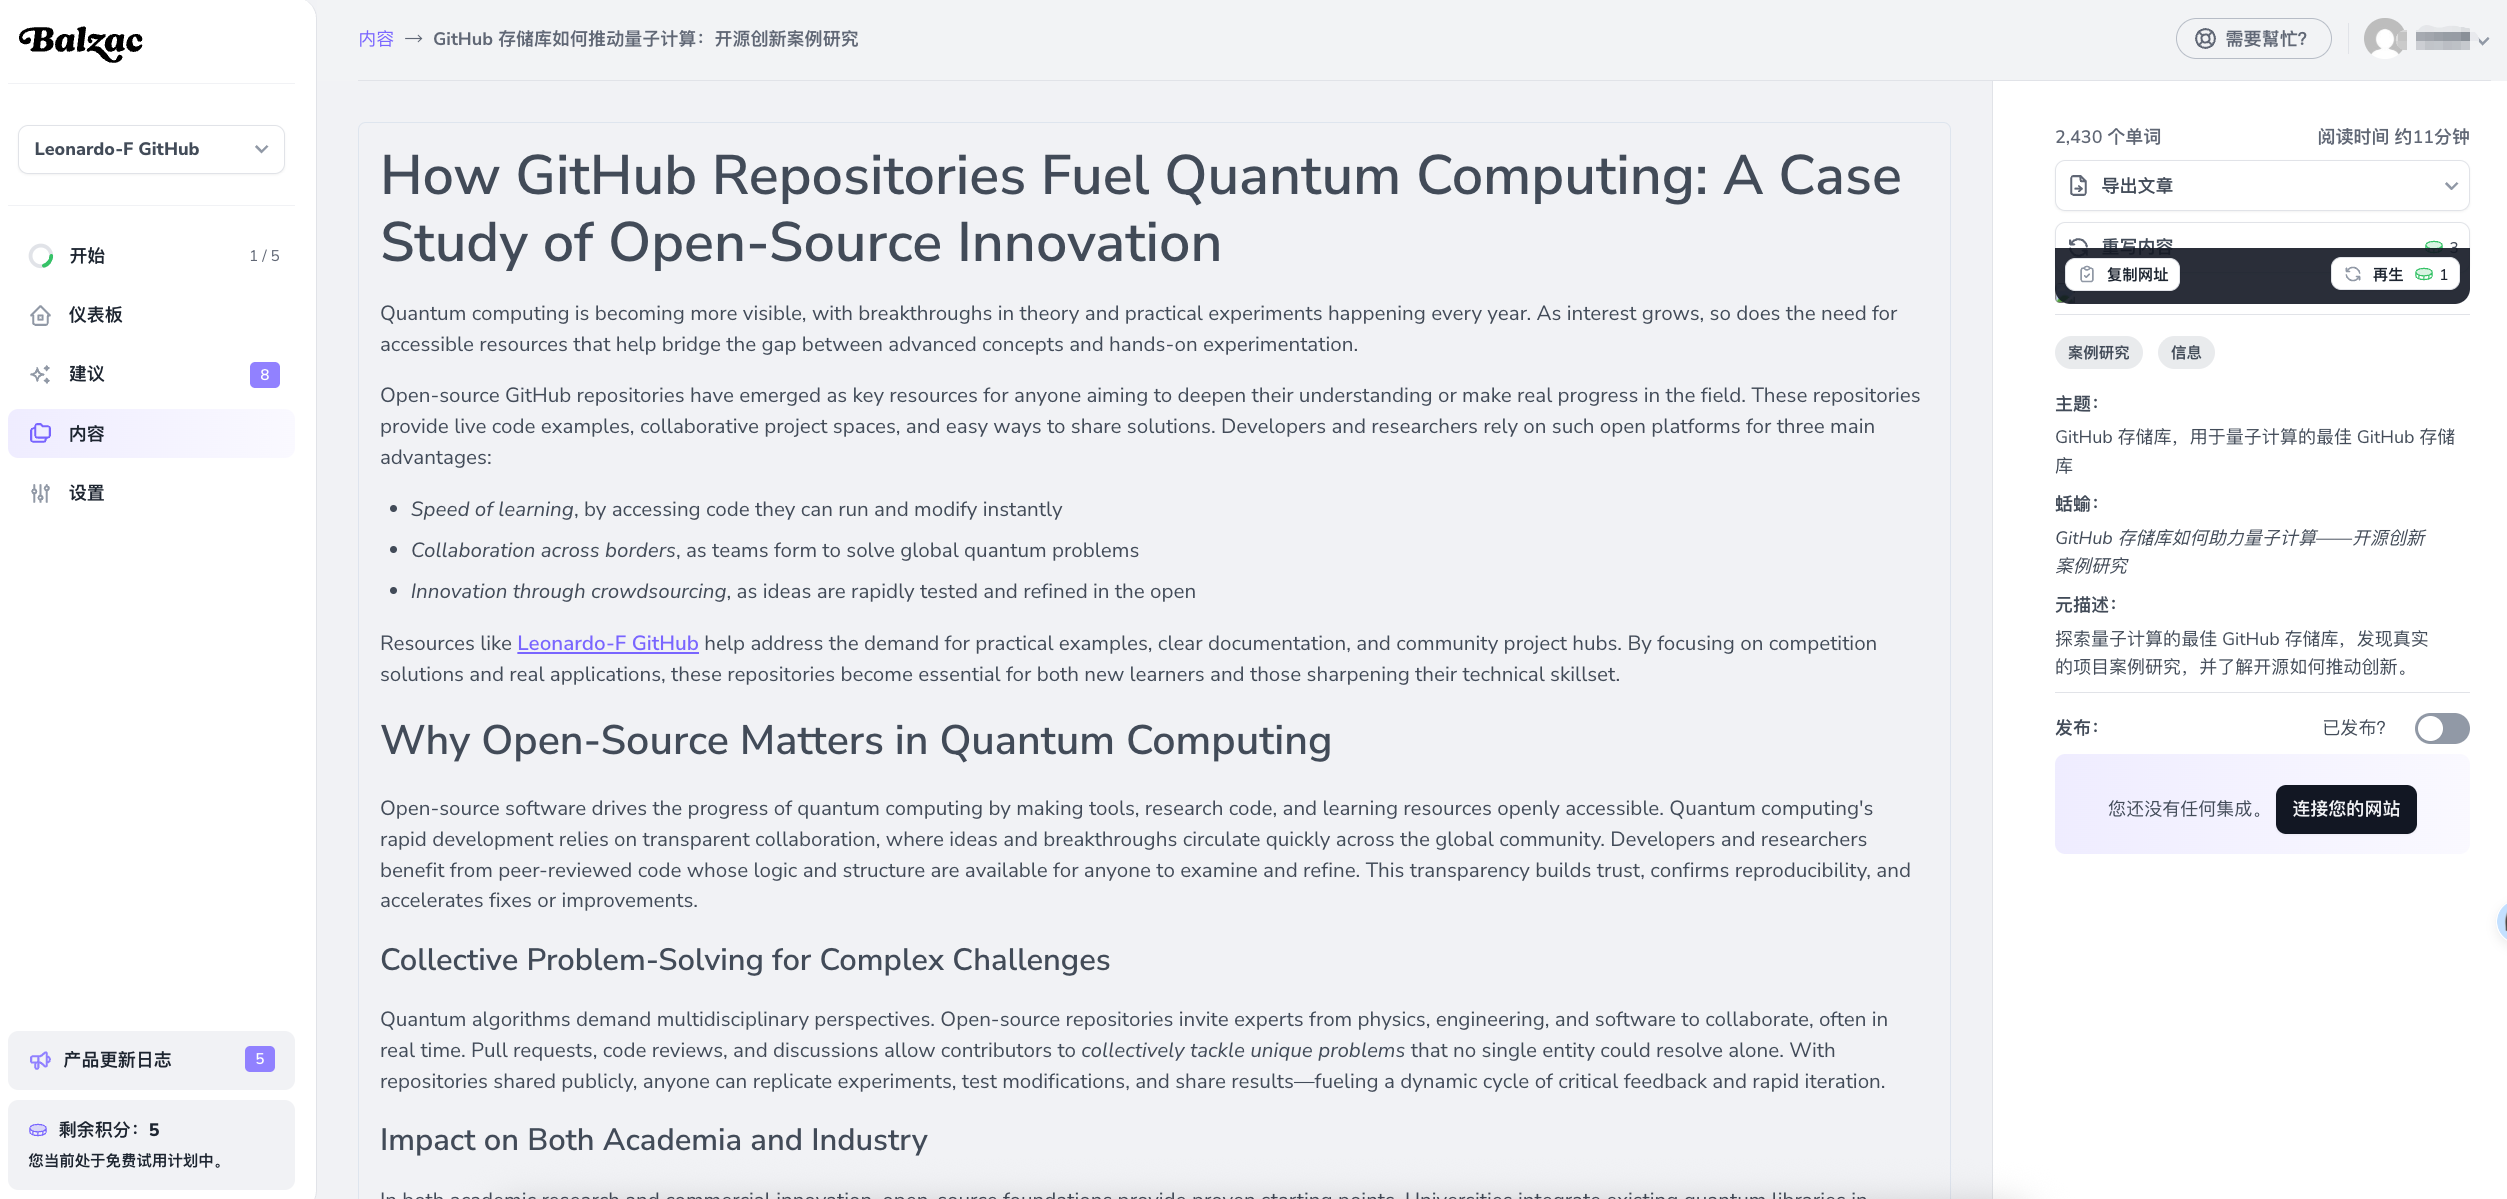 Balzac
Leonardo-F GitHub
开始
1 / 5
仪表板
建议
8
内容
设置
产品更新日志
5
剩余积分：5
您当前处于免费试用计划中。
内容 → GitHub 存储库如何推动量子计算：开源创新案例研究
需要幫忙？
How GitHub Repositories Fuel Quantum Computing: A Case
Study of Open-Source Innovation
Quantum computing is becoming more visible, with breakthroughs in theory and practical experiments happening every year. As interest grows, so does the need for
accessible resources that help bridge the gap between advanced concepts and hands-on experimentation.
Open-source GitHub repositories have emerged as key resources for anyone aiming to deepen their understanding or make real progress in the field. These repositories
provide live code examples, collaborative project spaces, and easy ways to share solutions. Developers and researchers rely on such open platforms for three main
advantages:
• Speed of learning, by accessing code they can run and modify instantly
• Collaboration across borders, as teams form to solve global quantum problems
• Innovation through crowdsourcing, as ideas are rapidly tested and refined in the open
Resources like Leonardo-F GitHub help address the demand for practical examples, clear documentation, and community project hubs. By focusing on competition
solutions and real applications, these repositories become essential for both new learners and those sharpening their technical skillset.
Why Open-Source Matters in Quantum Computing
Open-source software drives the progress of quantum computing by making tools, research code, and learning resources openly accessible. Quantum computing's
rapid development relies on transparent collaboration, where ideas and breakthroughs circulate quickly across the global community. Developers and researchers
benefit from peer-reviewed code whose logic and structure are available for anyone to examine and refine. This transparency builds trust, confirms reproducibility, and
accelerates fixes or improvements.
Collective Problem-Solving for Complex Challenges
Quantum algorithms demand multidisciplinary perspectives. Open-source repositories invite experts from physics, engineering, and software to collaborate, often in
real time. Pull requests, code reviews, and discussions allow contributors to collectively tackle unique problems that no single entity could resolve alone. With
repositories shared publicly, anyone can replicate experiments, test modifications, and share results—fueling a dynamic cycle of critical feedback and rapid iteration.
Impact on Both Academia and Industry
In both academic research and commercial innovation, open-source foundations provide proven starting points. Universities integrate existing quantum libraries in
2,430 个单词
阅读时间 约11分钟
导出文章
重写内容
3
复制网址
再生
1
案例研究
信息
主题：
GitHub 存储库，用于量子计算的最佳 GitHub 存储
库
蛞蝓：
GitHub 存储库如何助力量子计算——开源创新
案例研究
元描述：
探索量子计算的最佳 GitHub 存储库，发现真实
的项目案例研究，并了解开源如何推动创新。
发布：
已发布？
您还没有任何集成。
连接您的网站